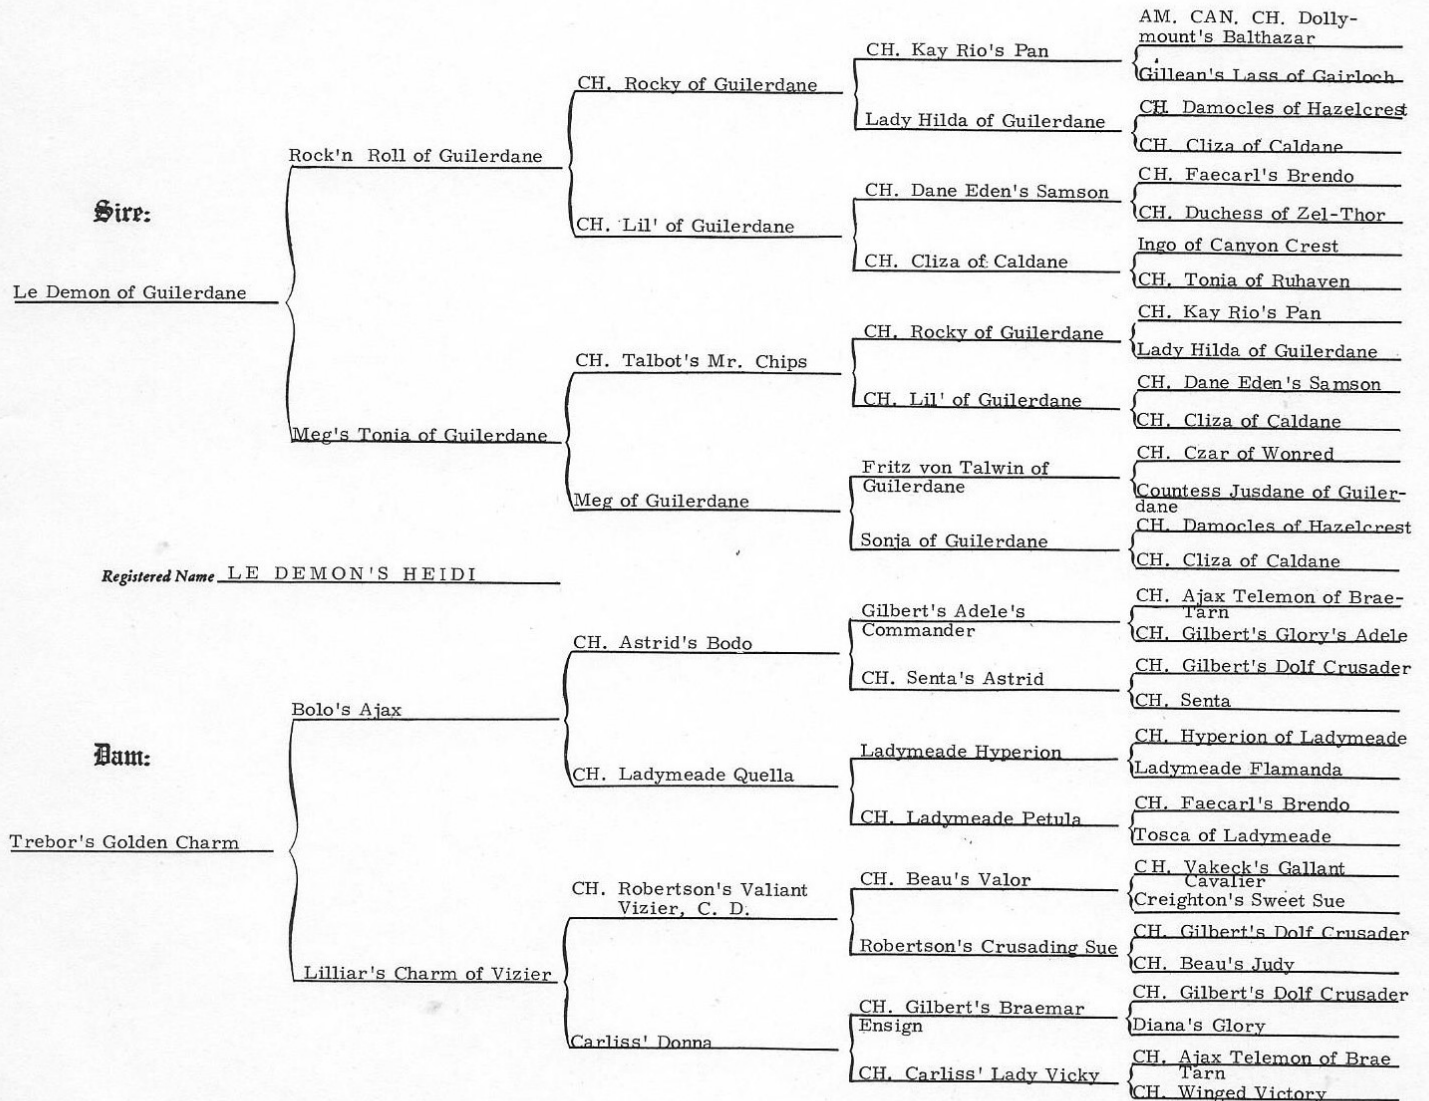 AM. CAN. CH. Dolly-
mount's Balthazar
CH. Kay Rio's Pan
Gillean's Lass of Gairloch
CH. Rocky of Guilerdane
CH. Damocles of Hazelcrest
Lady Hilda of Guilerdane
CH. Cliza of Caldane
Rock'n Roll of Guilerdane
CH. Faecarl's Brendo
CH. Dane Eden's Samson
Sire:
CH. Duchess of Zel-Thor
CH. Lil' of Guilerdane
Ingo of Canyon Crest
CH. Cliza of Caldane
CH. Tonia of Ruhaven
Le Demon of Guilerdane
CH. Kay Rio's Pan
CH. Rocky of Guilerdane
Lady Hilda of Guilerdane
CH. Talbot's Mr. Chips
CH. Dane Eden's Samson
CH. Lil' of Guilerdane
CH. Cliza of Caldane
Meg's Tonia of Guilerdane
CH. Czar of Wonred
Fritz von Talwin of
Guilerdane
Countess Jusdane of Guiler-
dane
Meg of Guilerdane
CH. Damocles of Hazelcrest
Sonja of Guilerdane
CH. Cliza of Caldane
Registered Name LE DEMON'S HEIDI
CH. Ajax Telemon of Brae-
Tarn
Gilbert's Adele's
Commander
CH. Gilbert's Glory's Adele
CH. Astrid's Bodo
CH. Gilbert's Dolf Crusader
CH. Senta's Astrid
CH. Senta
Bolo's Ajax
CH. Hyperion of Ladymeade
Ladymeade Hyperion
Dam:
Ladymeade Flamanda
CH. Ladymeade Quella
CH. Faecarl's Brendo
CH. Ladymeade Petula
Tosca of Ladymeade
Trebor's Golden Charm
CH. Vakeck's Gallant
Cavalier
CH. Beau's Valor
Creighton's Sweet Sue
CH. Robertson's Valiant
Vizier, C. D.
CH. Gilbert's Dolf Crusader
Robertson's Crusading Sue
CH. Beau's Judy
Lilliar's Charm of Vizier
CH. Gilbert's Dolf Crusader
CH. Gilbert's Braemar
Ensign
Diana's Glory
Carliss' Donna
CH. Ajax Telemon of Brae
Tarn
CH. Carliss' Lady Vicky
CH. Winged Victory